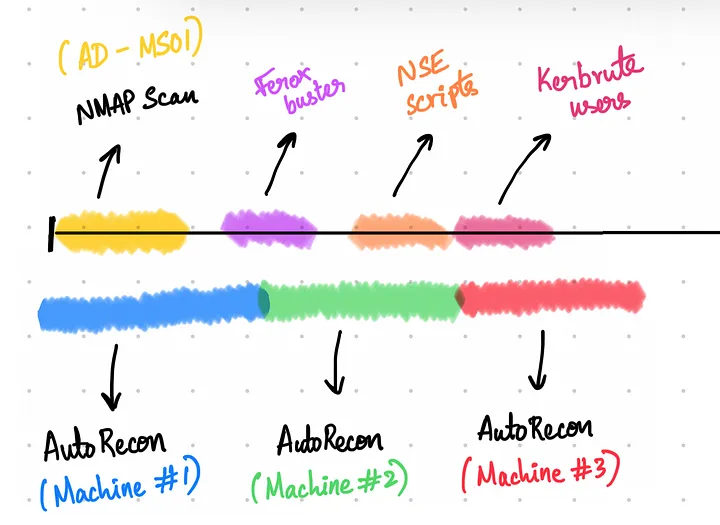 (AD - MS01)
NMAP Scan
Ferox
buster
NSE
scripts
Kerbrute
users
AutoRecon
(Machine #1)
AutoRecon
(Machine #2)
AutoRecon
(Machine #3)